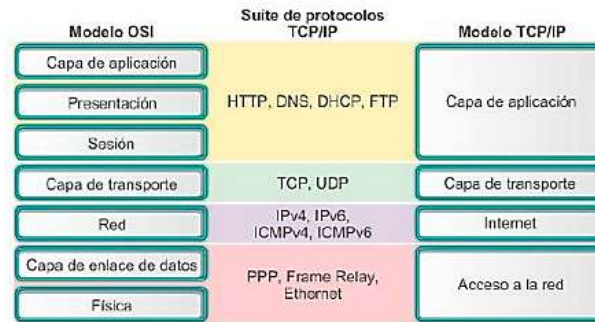 Modelo OSI
Suite de protocolos
TCP/IP
Modelo TCP/IP
Capa de aplicación
Presentación
Sesión
HTTP, DNS, DHCP, FTP
Capa de aplicación
Capa de transporte
TCP, UDP
Capa de transporte
Red
IPv4, IPv6,
ICMPv4, ICMPv6
Internet
Capa de enlace de datos
Física
PPP, Frame Relay,
Ethernet
Acceso a la red